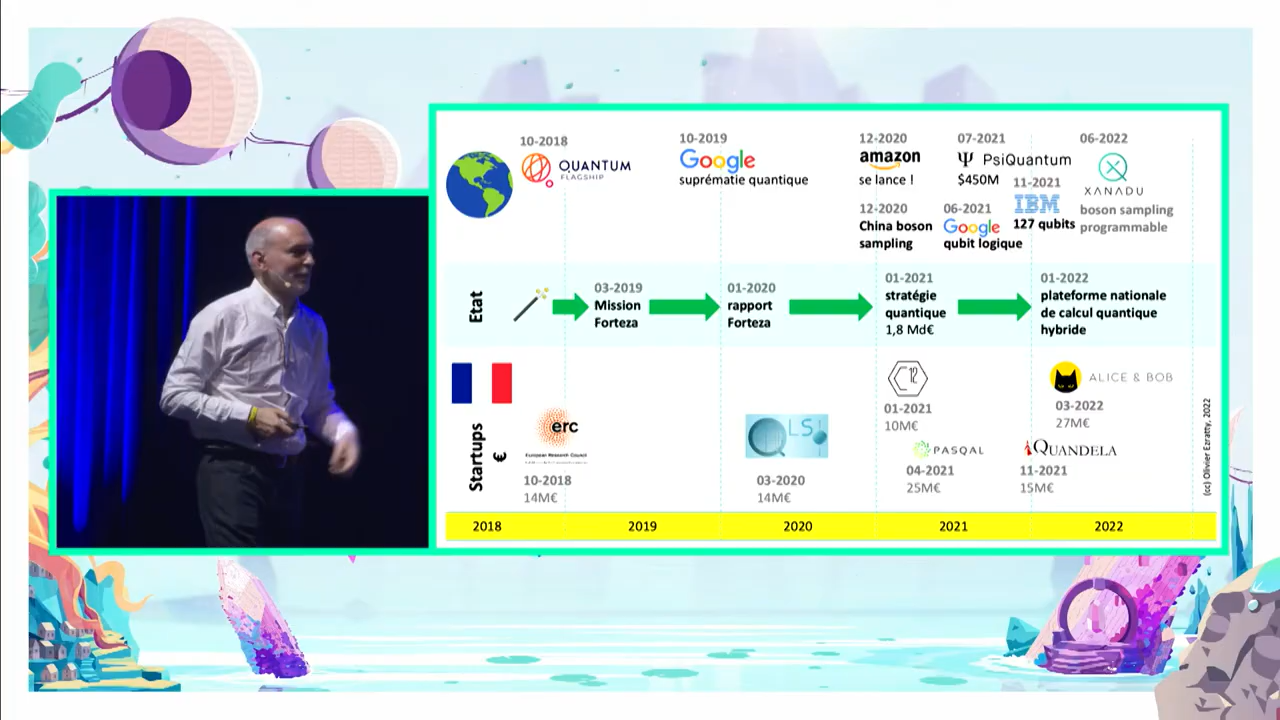 10-2018
QUANTUM
FLAGSHIP
10-2019
Google
suprématie quantique
12-2020
amazon
se lance !
12-2020
China boson
sampling
07-2021
PsiQuantum
$450M
06-2021
Google
qubit logique
11-2021
IBM
127 qubits
06-2022
XANADU
boson sampling
programmable
Etat
03-2019
Mission
Forteza
01-2020
rapport
Forteza
01-2021
stratégie
quantique
1,8 Md€
01-2022
plateforme nationale
de calcul quantique
hybride
Startups
€
erc
European Research Council
10-2018
14M€
QLSI
03-2020
14M€
C12
01-2021
10M€
PASQAL
04-2021
25M€
ALICE & BOB
03-2022
27M€
QUANDELA
11-2021
15M€
(cc) Olivier Ezratty, 2022
2018
2019
2020
2021
2022